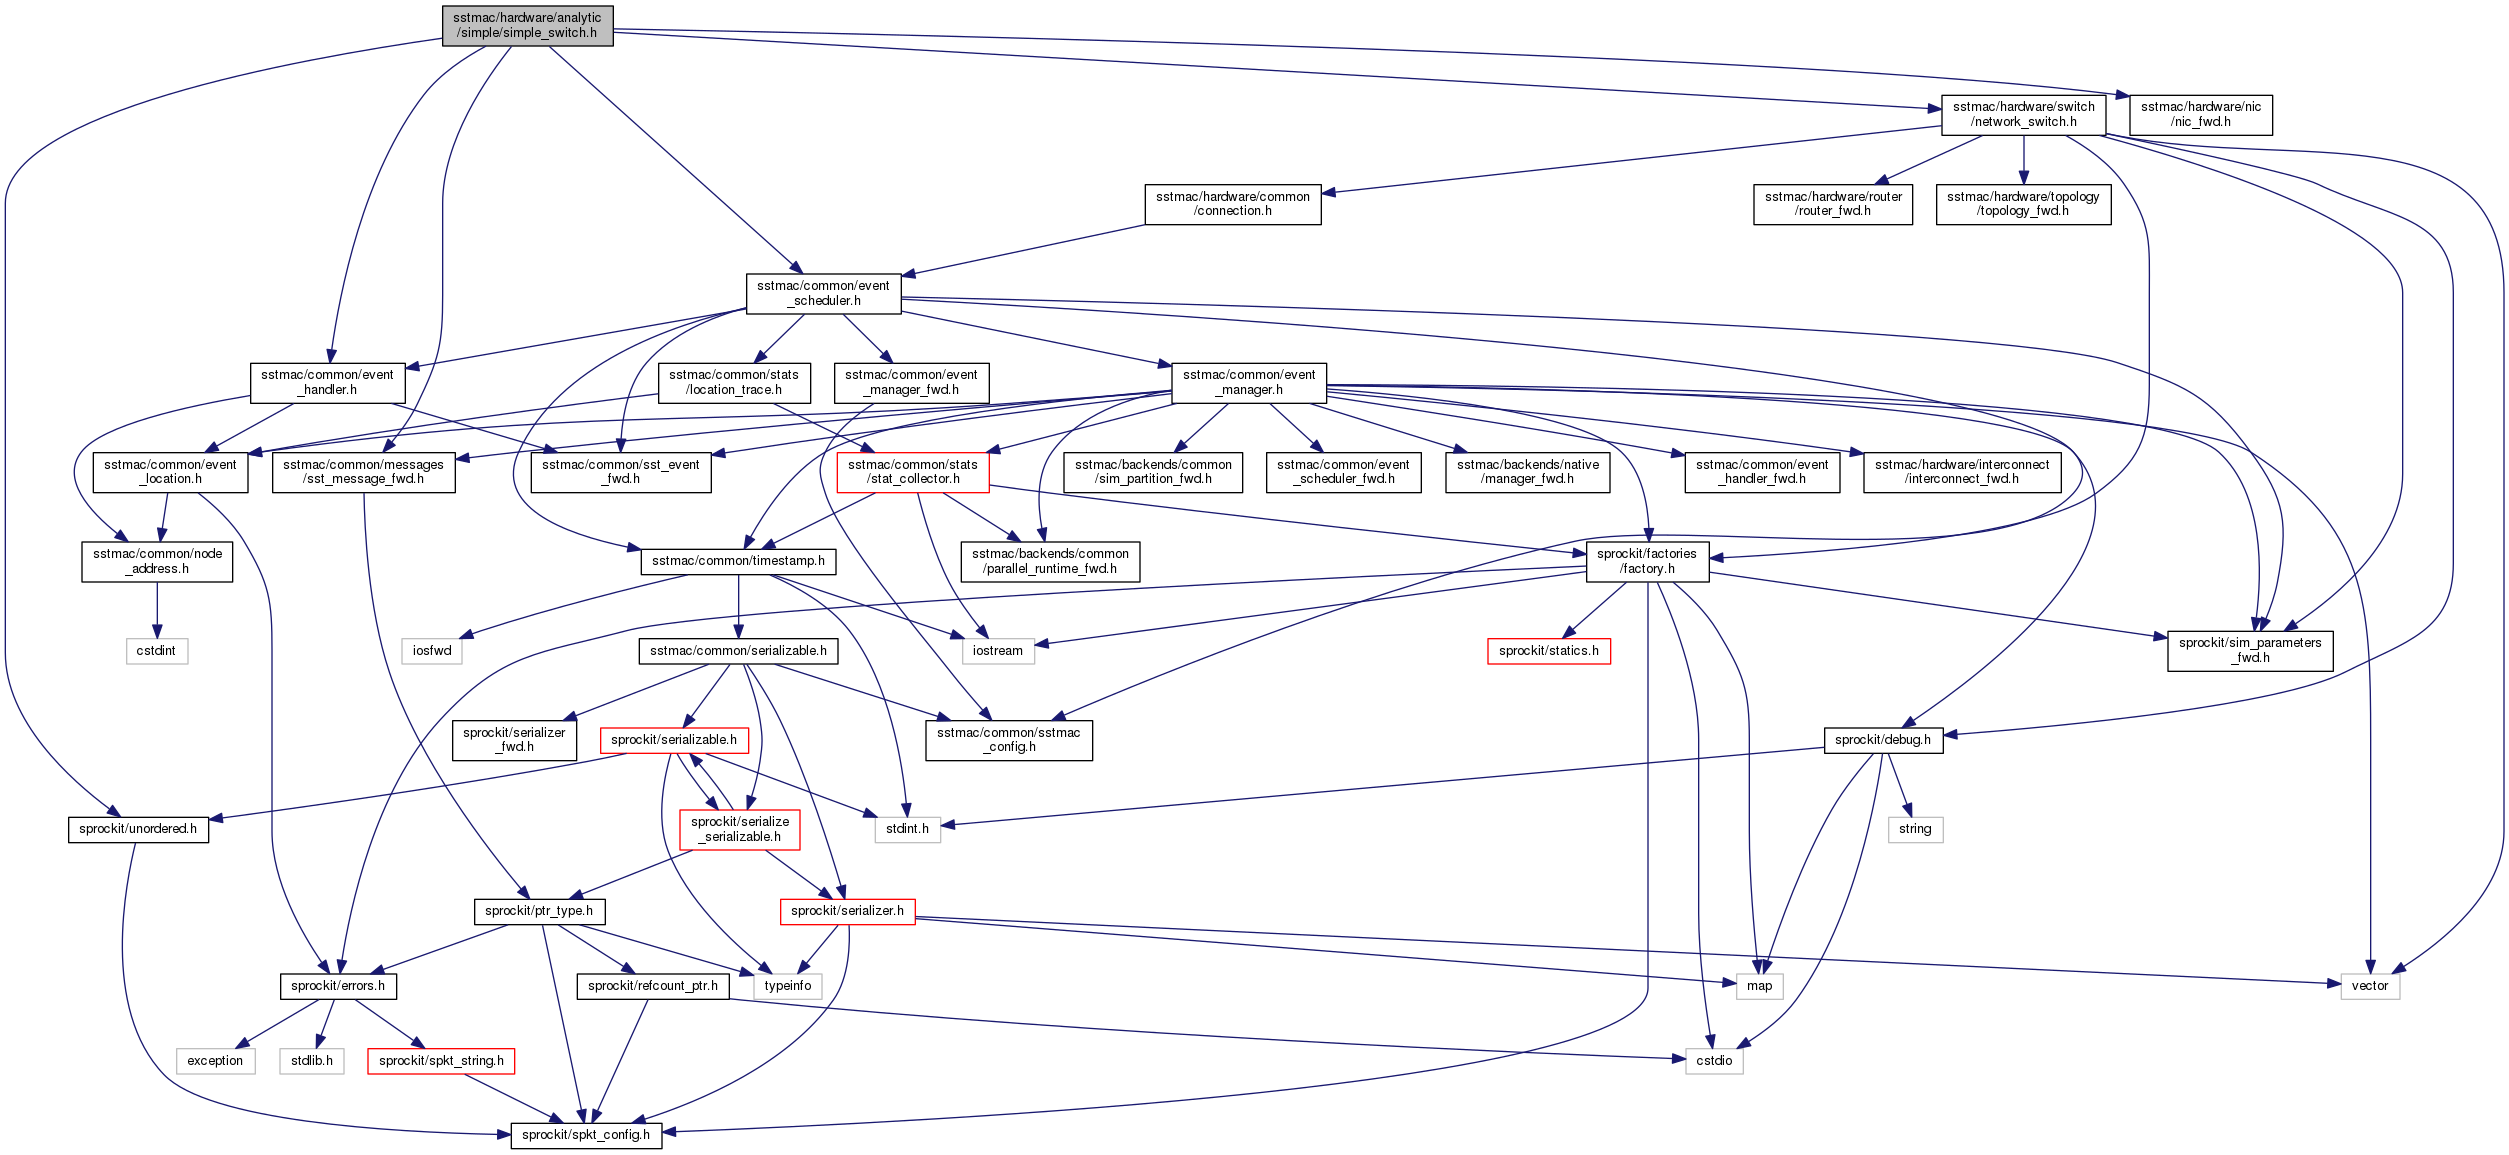 sstmac/hardware/analytic
/simple/simple_switch.h
sstmac/hardware/switch
/network_switch.h
sstmac/hardware/nic
/nic_fwd.h
sstmac/hardware/common
/connection.h
sstmac/hardware/router
/router_fwd.h
sstmac/hardware/topology
/topology_fwd.h
sstmac/common/event
_scheduler.h
sstmac/common/event
_handler.h
sstmac/common/stats
/location_trace.h
sstmac/common/event
_manager_fwd.h
sstmac/common/event
_manager.h
sstmac/common/event
_location.h
sstmac/common/messages
/sst_message_fwd.h
sstmac/common/sst_event
_fwd.h
sstmac/common/stats
/stat_collector.h
sstmac/backends/common
/sim_partition_fwd.h
sstmac/common/event
_scheduler_fwd.h
sstmac/backends/native
/manager_fwd.h
sstmac/common/event
_handler_fwd.h
sstmac/hardware/interconnect
/interconnect_fwd.h
sstmac/common/node
_address.h
sstmac/common/timestamp.h
sstmac/backends/common
/parallel_runtime_fwd.h
sprockit/factories
/factory.h
cstdint
iosfwd
sstmac/common/serializable.h
iostream
sprockit/statics.h
sprockit/sim_parameters
_fwd.h
sprockit/serializer
_fwd.h
sprockit/serializable.h
sstmac/common/sstmac
_config.h
sprockit/debug.h
sprockit/unordered.h
sprockit/serialize
_serializable.h
stdint.h
string
sprockit/ptr_type.h
sprockit/serializer.h
sprockit/errors.h
sprockit/refcount_ptr.h
typeinfo
map
vector
exception
stdlib.h
sprockit/spkt_string.h
cstdio
sprockit/spkt_config.h